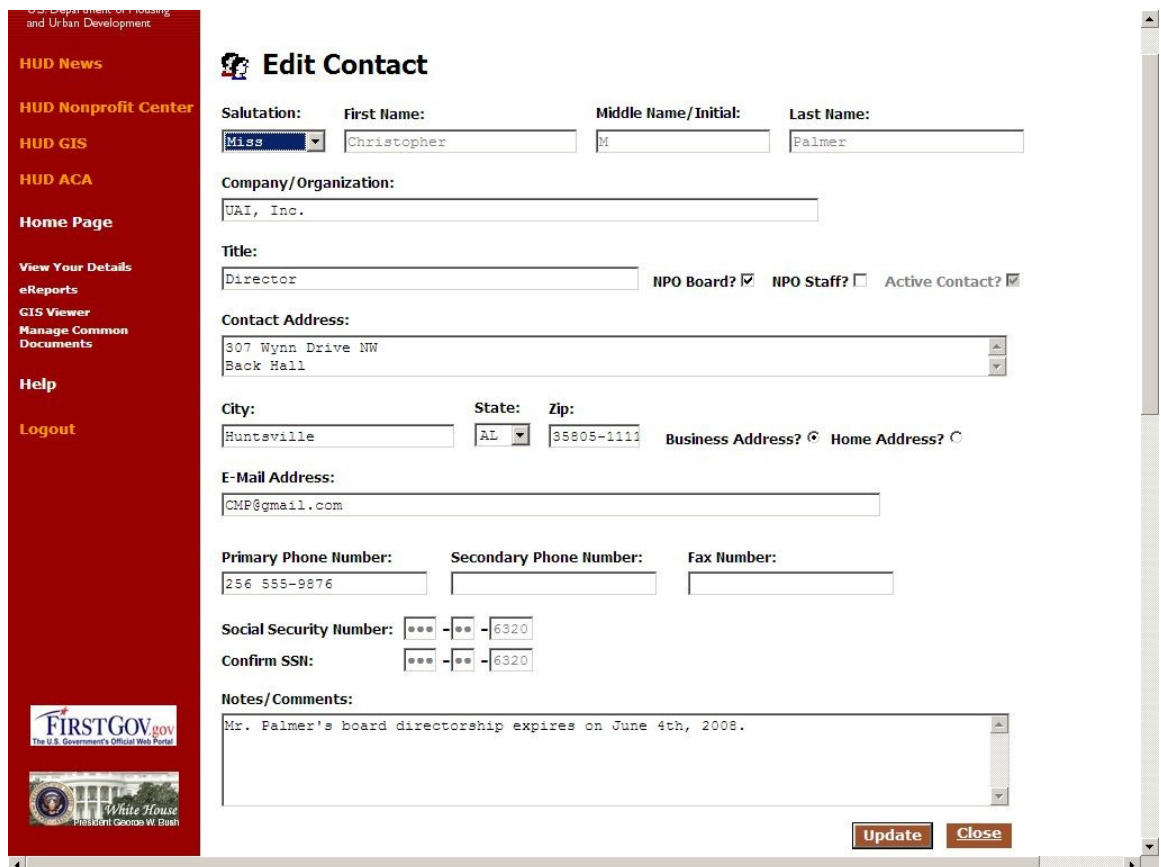 U.S. Department of Housing
and Urban Development
HUD News
HUD Nonprofit Center
HUD GIS
HUD ACA
Home Page
View Your Details
eReports
GIS Viewer
Manage Common
Documents
Help
Logout
FIRSTGOV.gov
The U.S. Government's Official Web Portal
White House
President George W. Bush
Edit Contact
Salutation: First Name: Middle Name/Initial: Last Name:
Miss Christopher M Palmer
Company/Organization:
UAI, Inc.
Title:
Director NPO Board? NPO Staff? Active Contact?
Contact Address:
307 Wynn Drive NW
Back Hall
City: State: Zip:
Huntsville AL 35805-1111 Business Address? Home Address?
E-Mail Address:
CMP@gmail.com
Primary Phone Number: Secondary Phone Number: Fax Number:
256 555-9876
Social Security Number: ●●● - ●● - 6320
Confirm SSN: ●●● - ●● - 6320
Notes/Comments:
Mr. Palmer's board directorship expires on June 4th, 2008.
Update Close